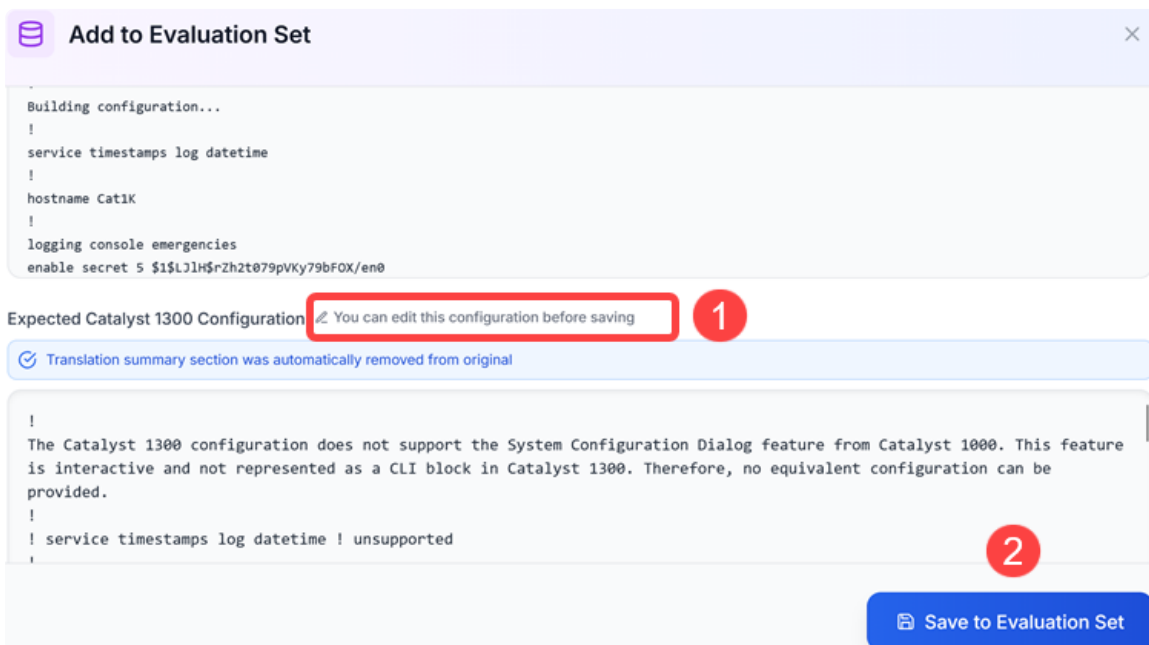 Add to Evaluation Set
Building configuration...
!
service timestamps log datetime
!
hostname Cat1K
!
logging console emergencies
enable secret 5 $1$LJlH$rZh2t079pVKy79bFOX/en0
Expected Catalyst 1300 Configuration You can edit this configuration before saving
1
Translation summary section was automatically removed from original
!
The Catalyst 1300 configuration does not support the System Configuration Dialog feature from Catalyst 1000. This feature
is interactive and not represented as a CLI block in Catalyst 1300. Therefore, no equivalent configuration can be
provided.
!
! service timestamps log datetime ! unsupported
!
2
Save to Evaluation Set